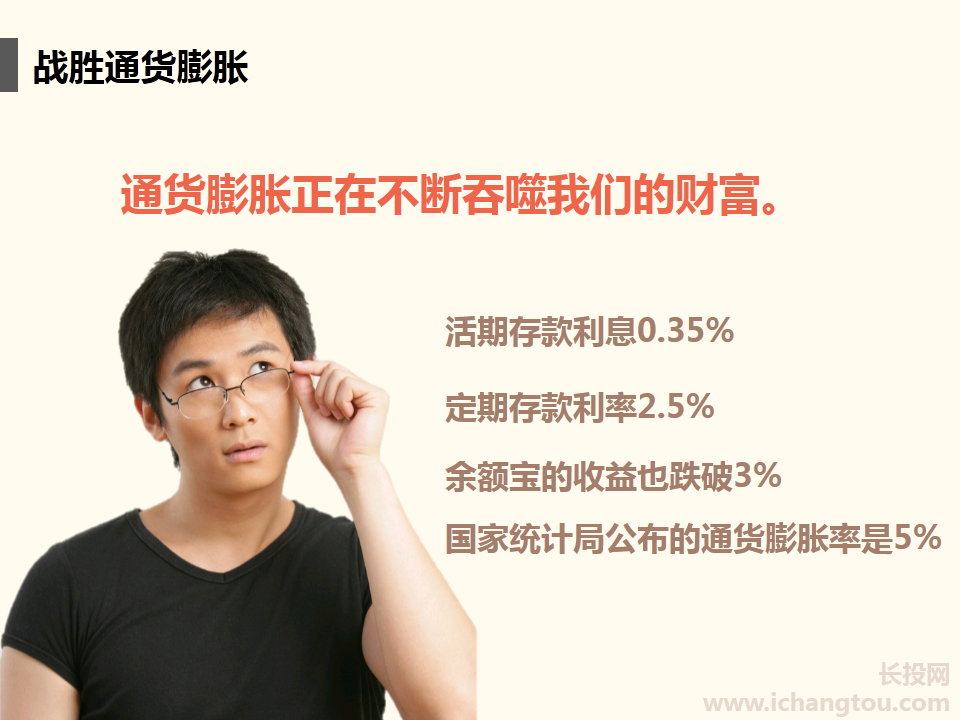 战胜通货膨胀
通货膨胀正在不断吞噬我们的财富。
活期存款利息0.35%
定期存款利率2.5%
余额宝的收益也跌破3%
国家统计局公布的通货膨胀率是5%
长投网
www.ichangtou.com